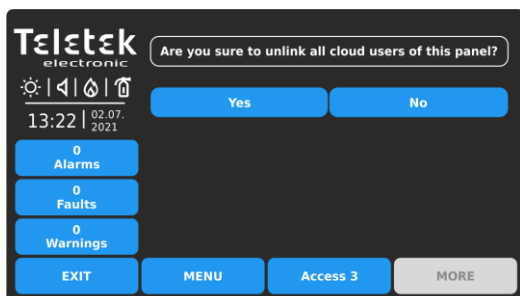 Teletek
electronic
Are you sure to unlink all cloud users of this panel?
Yes
No
13:22
02.07.
2021
0
Alarms
0
Faults
0
Warnings
EXIT
MENU
Access 3
MORE